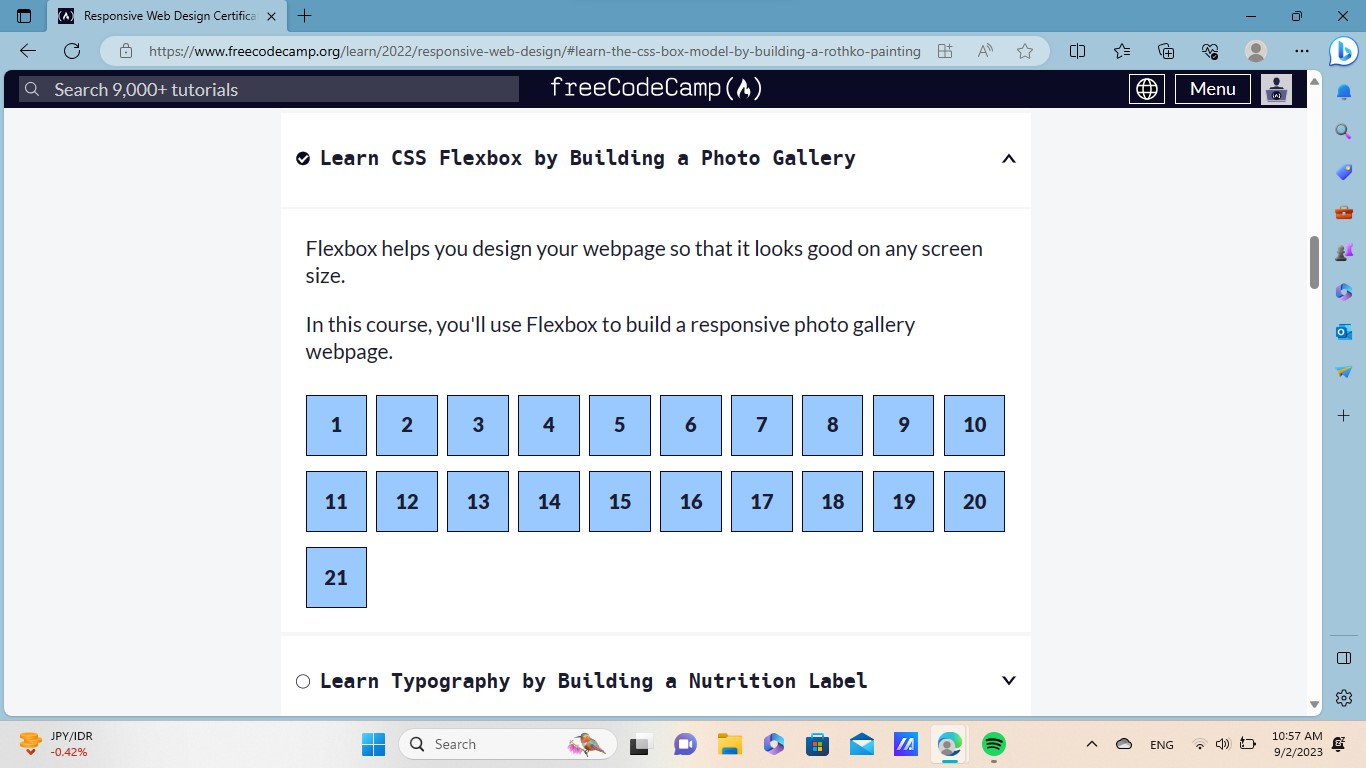 Responsive Web Design Certifica
https://www.freecodecamp.org/learn/2022/responsive-web-design/#learn-the-css-box-model-by-building-a-rothko-painting
Search 9,000+ tutorials
freeCodeCamp(🔥)
Menu
Learn CSS Flexbox by Building a Photo Gallery
Flexbox helps you design your webpage so that it looks good on any screen
size.
In this course, you'll use Flexbox to build a responsive photo gallery
webpage.
1 2 3 4 5 6 7 8 9 10
11 12 13 14 15 16 17 18 19 20
21
Learn Typography by Building a Nutrition Label
JPY/IDR
-0.42%
Search
ENG
10:57 AM
9/2/2023